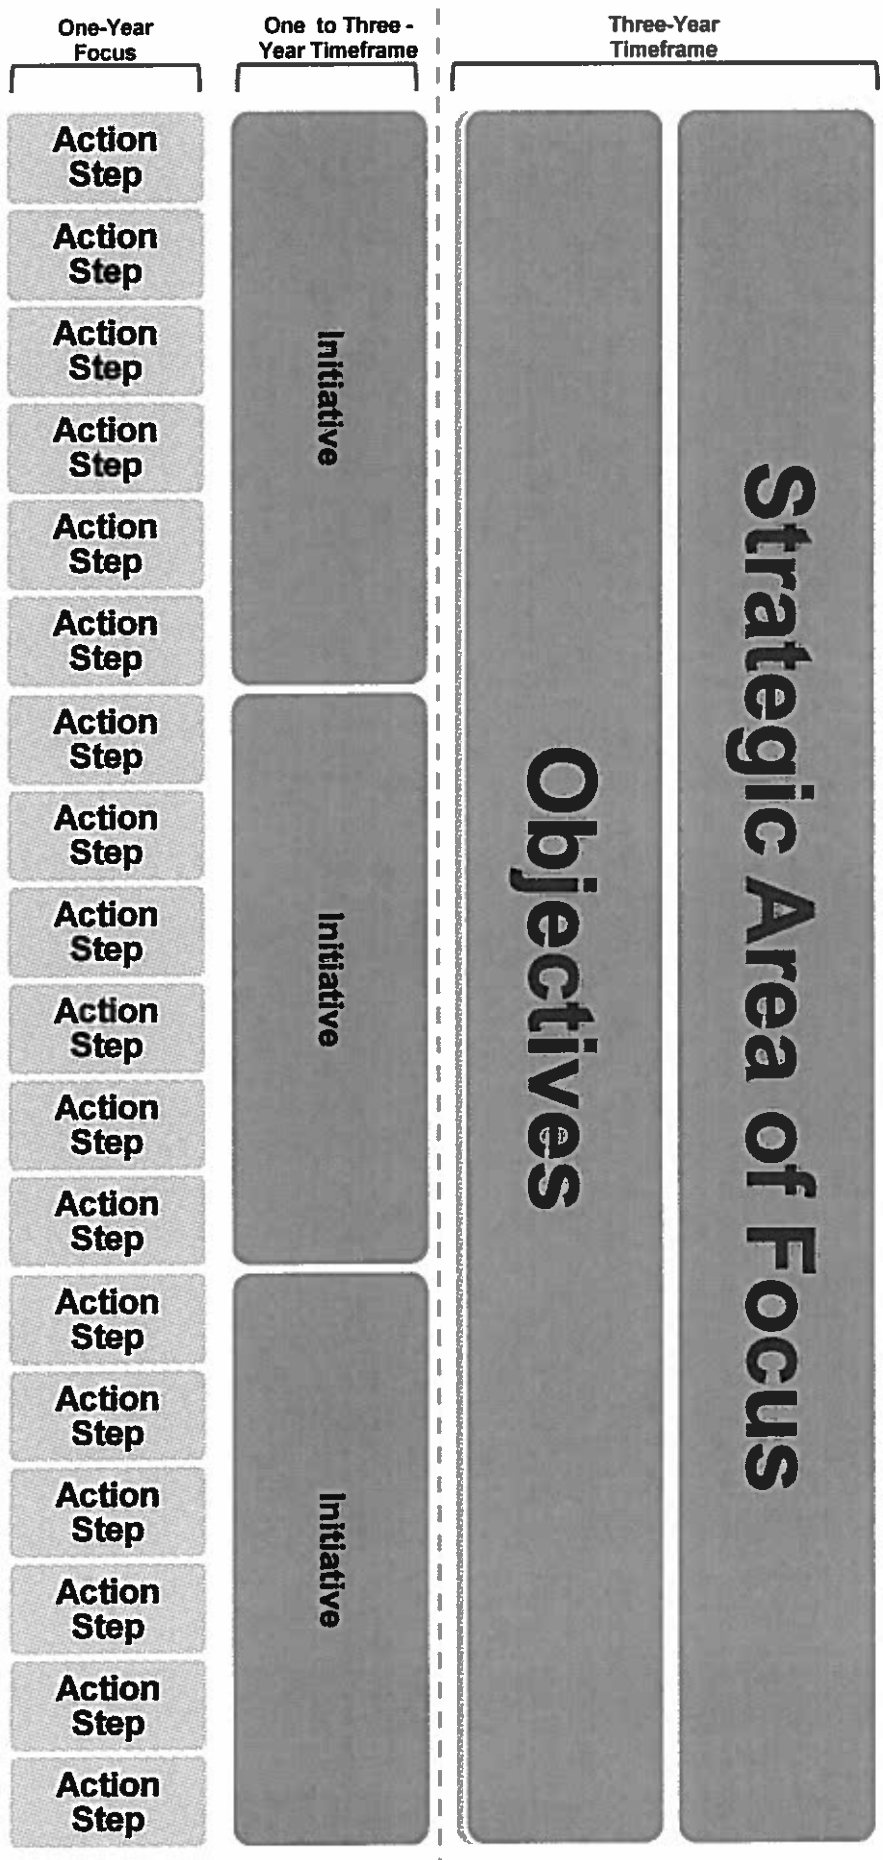 One-Year
Focus
One to Three -
Year Timeframe
Three-Year
Timeframe
Action
Step
Action
Step
Action
Step
Action
Step
Action
Step
Action
Step
Action
Step
Action
Step
Action
Step
Action
Step
Action
Step
Action
Step
Action
Step
Action
Step
Action
Step
Action
Step
Action
Step
Action
Step
Initiative
Initiative
Initiative
Objectives
Strategic Area of Focus